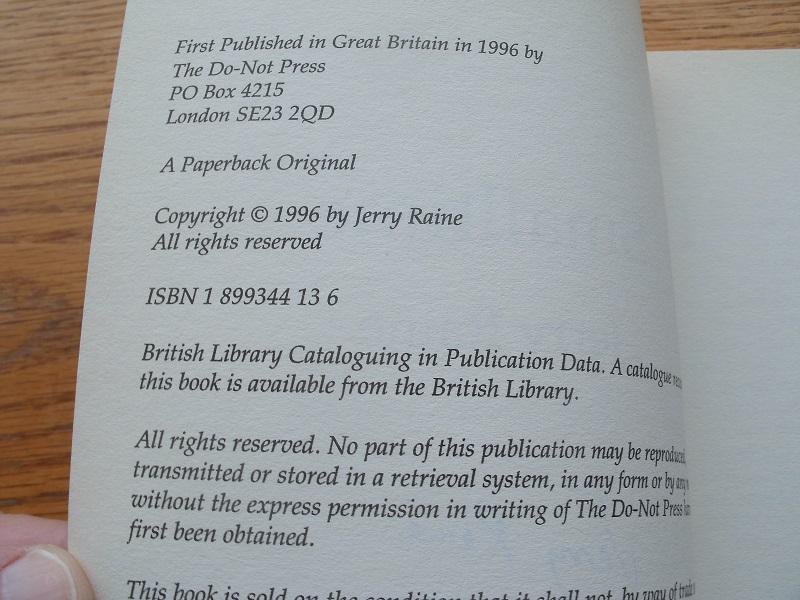 First Published in Great Britain in 1996 by
The Do-Not Press
PO Box 4215
London SE23 2QD
A Paperback Original
Copyright © 1996 by Jerry Raine
All rights reserved
ISBN 1 899344 13 6
British Library Cataloguing in Publication Data. A catalogue
this book is available from the British Library.
All rights reserved. No part of this publication may be reproduced,
transmitted or stored in a retrieval system, in any form or by any
without the express permission in writing of The Do-Not Press
first been obtained.
This book is sold on the condition that it shall not, by way of